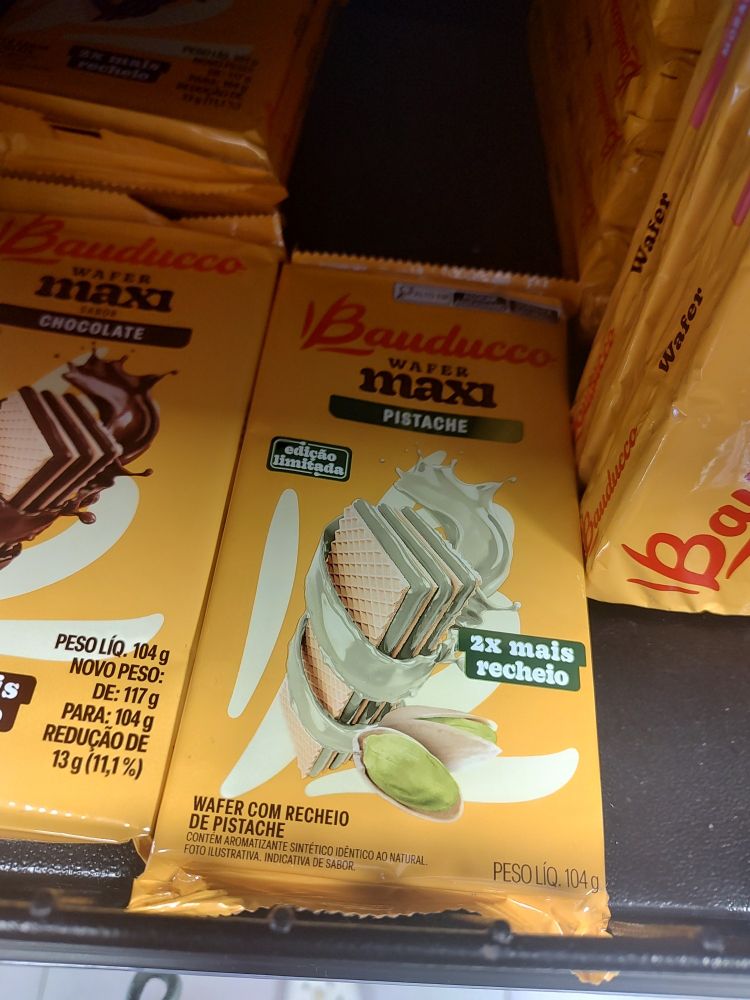 2x mais
recheio
Bauducco
WAFER
maxi
SABOR
CHOCOLATE
PESO LÍQ. 104 g
NOVO PESO:
DE: 117 g
PARA: 104 g
REDUÇÃO DE
13 g (11,1%)
Bauducco
WAFER
maxi
PISTACHE
edição
limitada
2x mais
recheio
WAFER COM RECHEIO
DE PISTACHE
CONTÉM AROMATIZANTE SINTÉTICO IDÊNTICO AO NATURAL.
FOTO ILUSTRATIVA. INDICATIVA DE SABOR.
PESO LÍQ. 104 g
Wafer
Wafer
Bauducco